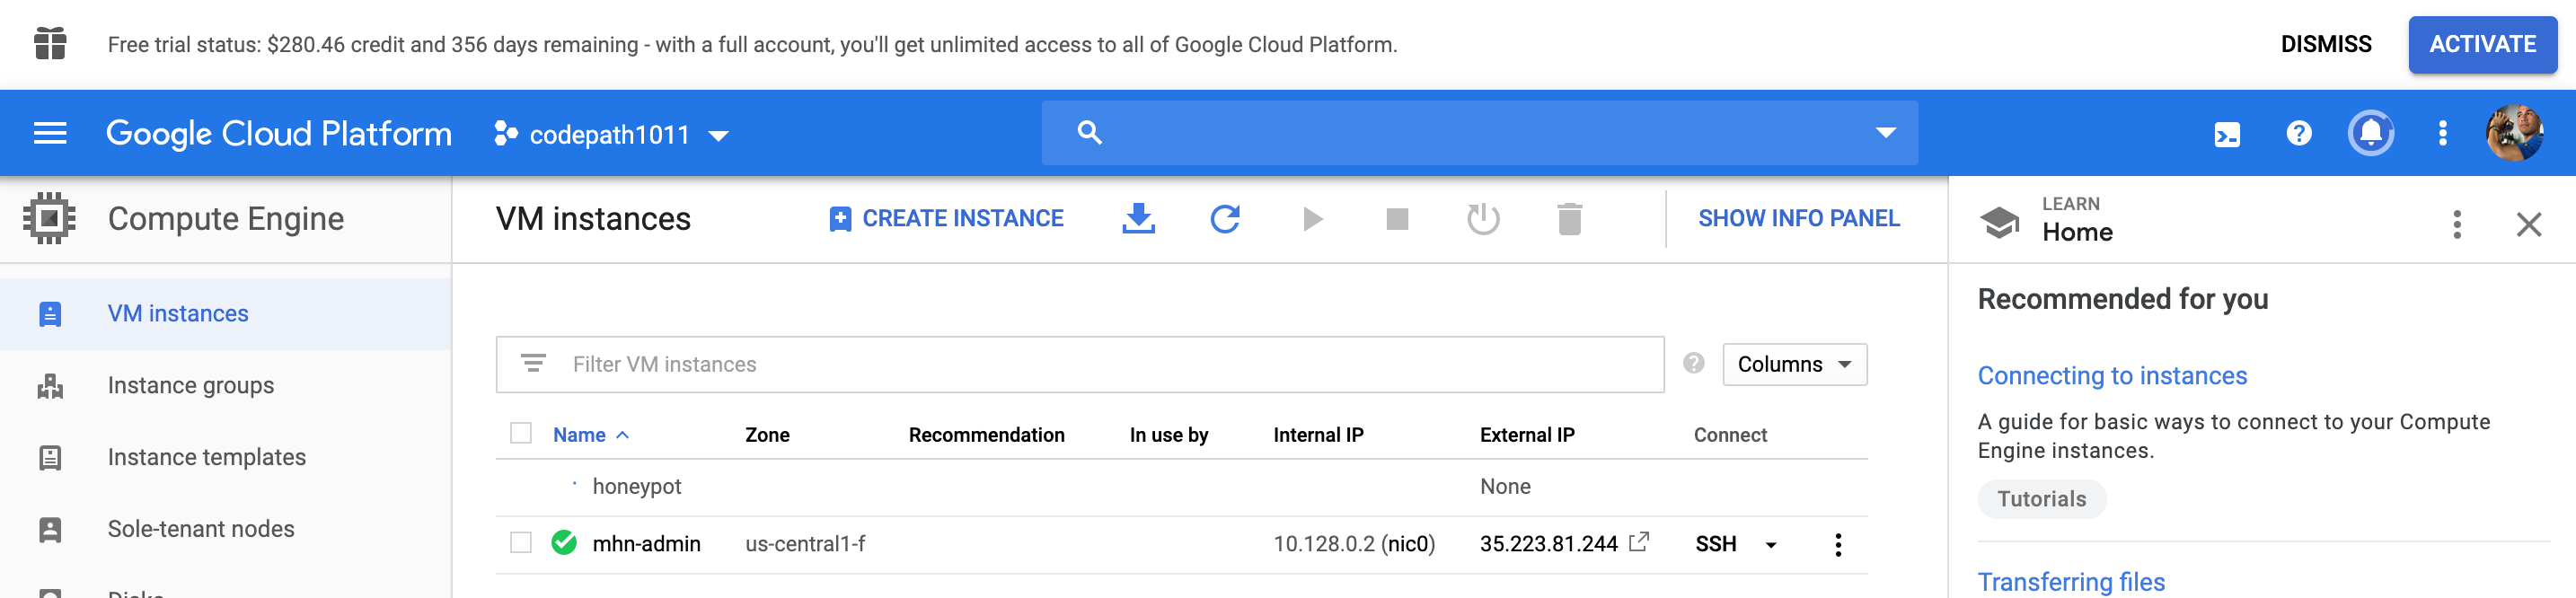 Free trial status: $280.46 credit and 356 days remaining - with a full account, you'll get unlimited access to all of Google Cloud Platform.
DISMISS
ACTIVATE
Google Cloud Platform
codepath1011
Compute Engine
VM instances
Instance groups
Instance templates
Sole-tenant nodes
Disks
VM instances
CREATE INSTANCE
SHOW INFO PANEL
Filter VM instances
Columns
Name Zone Recommendation In use by Internal IP External IP Connect
honeypot None
mhn-admin us-central1-f 10.128.0.2 (nic0) 35.223.81.244 SSH
LEARN
Home
Recommended for you
Connecting to instances
A guide for basic ways to connect to your Compute
Engine instances.
Tutorials
Transferring files